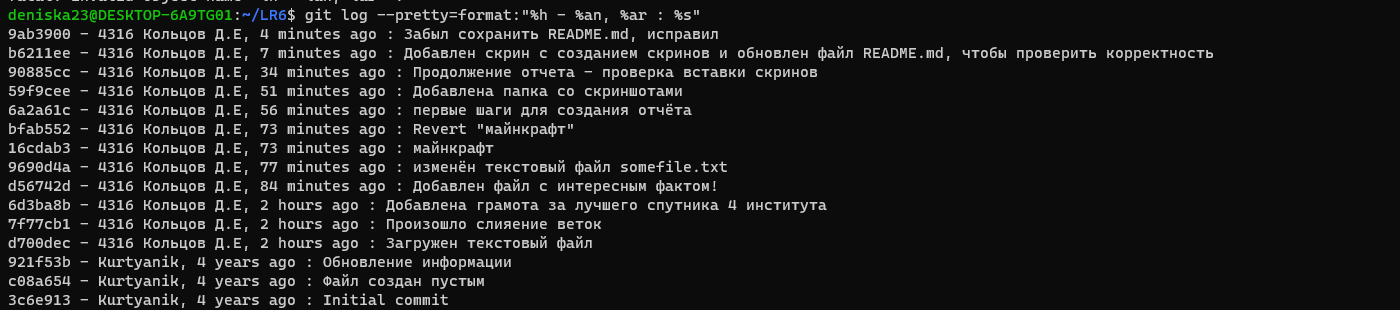 deniska23@DESKTOP-6A9TG01:~/LR6$ git log --pretty=format:"%h - %an, %ar : %s"
9ab3900 - 4316 Кольцов Д.Е, 4 minutes ago : Забыл сохранить README.md, исправил
b6211ee - 4316 Кольцов Д.Е, 7 minutes ago : Добавлен скрин с созданием скринов и обновлен файл README.md, чтобы проверить корректность
90885cc - 4316 Кольцов Д.Е, 34 minutes ago : Продолжение отчета - проверка вставки скринов
59f9cee - 4316 Кольцов Д.Е, 51 minutes ago : Добавлена папка со скриншотами
6a2a61c - 4316 Кольцов Д.Е, 56 minutes ago : первые шаги для создания отчёта
bfab552 - 4316 Кольцов Д.Е, 73 minutes ago : Revert "майнкрафт"
16cdab3 - 4316 Кольцов Д.Е, 73 minutes ago : майнкрафт
9690d4a - 4316 Кольцов Д.Е, 77 minutes ago : изменён текстовый файл somefile.txt
d56742d - 4316 Кольцов Д.Е, 84 minutes ago : Добавлен файл с интересным фактом!
6d3ba8b - 4316 Кольцов Д.Е, 2 hours ago : Добавлена грамота за лучшего спутника 4 института
7f77cb1 - 4316 Кольцов Д.Е, 2 hours ago : Произошло слияение веток
d700dec - 4316 Кольцов Д.Е, 2 hours ago : Загружен текстовый файл
921f53b - Kurtyanik, 4 years ago : Обновление информации
c08a654 - Kurtyanik, 4 years ago : Файл создан пустым
3c6e913 - Kurtyanik, 4 years ago : Initial commit